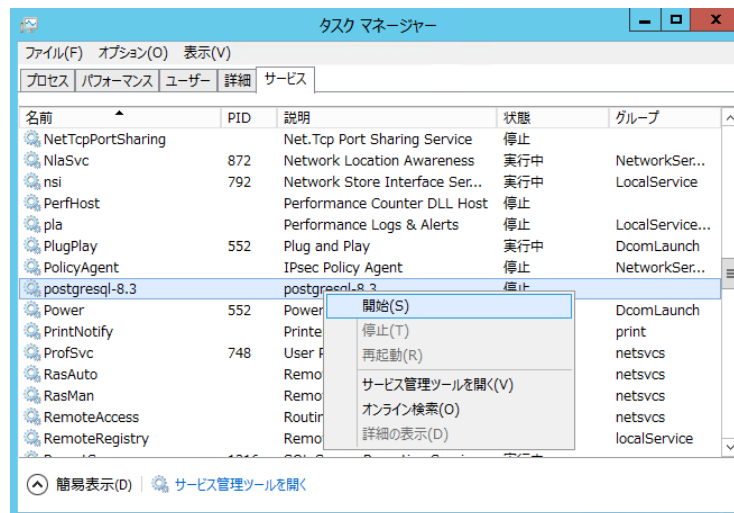 タスク マネージャー
ファイル(F) オプション(O) 表示(V)
プロセス パフォーマンス ユーザー 詳細 サービス
名前 PID 説明 状態 グループ
NetTcpPortSharing Net.Tcp Port Sharing Service 停止
NlaSvc 872 Network Location Awareness 実行中 NetworkSer...
nsi 792 Network Store Interface Ser... 実行中 LocalService
PerfHost Performance Counter DLL Host 停止
pla Performance Logs & Alerts 停止 LocalService...
PlugPlay 552 Plug and Play 実行中 DcomLaunch
PolicyAgent IPsec Policy Agent 停止 NetworkSer...
postgresql-8.3 postgresql-8.3 停止
Power 552 Power 開始(S) DcomLaunch
PrintNotify Printe 停止(T) print
ProfSvc 748 User 再起動(R) netsvcs
RasAuto Remo サービス管理ツールを開く(V) netsvcs
RasMan Remo オンライン検索(O) netsvcs
RemoteAccess Routin netsvcs
RemoteRegistry Remo 詳細の表示(D) localService
簡易表示(D) サービス管理ツールを開く